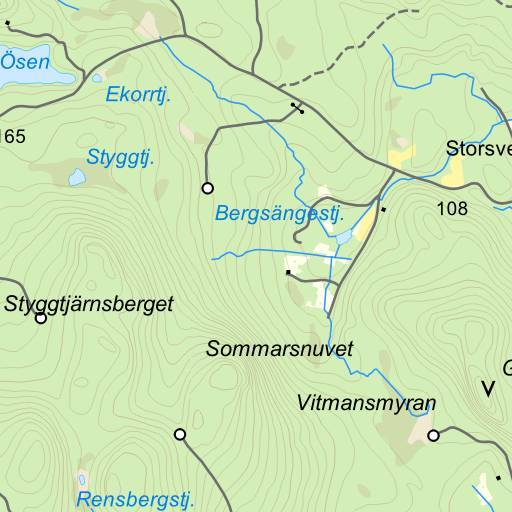 Ösen
Ekorrtj.
165
Styggtj.
Storsve
Bergsängestj.
108
Styggtjärnsberget
Sommarsnuvet
G
Vitmansmyran
Rensbergstj.